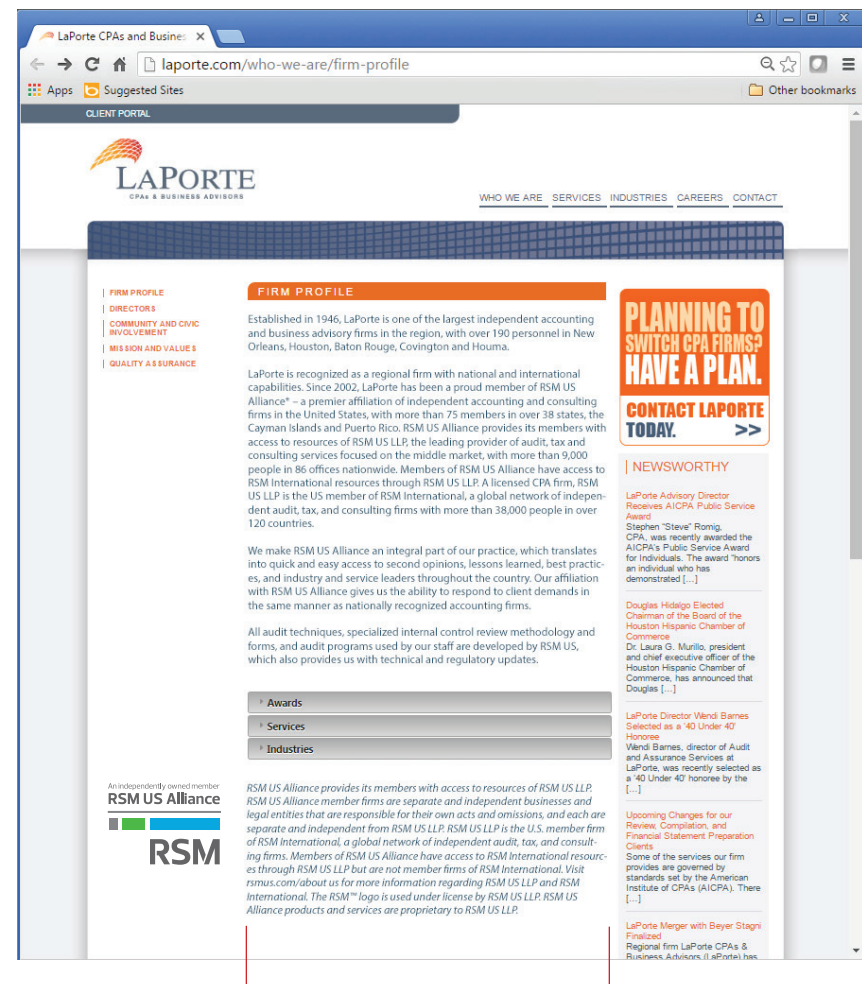 LaPorte CPAs and Busines
laporte.com/who-we-are/firm-profile
Apps Suggested Sites Other bookmarks
CLIENT PORTAL
LAPORTE
CPAs & BUSINESS ADVISORS
WHO WE ARE SERVICES INDUSTRIES CAREERS CONTACT
FIRM PROFILE
DIRECTORS
COMMUNITY AND CIVIC
INVOLVEMENT
MISSION AND VALUES
QUALITY ASSURANCE
FIRM PROFILE
Established in 1946, LaPorte is one of the largest independent accounting
and business advisory firms in the region, with over 190 personnel in New
Orleans, Houston, Baton Rouge, Covington and Houma.
LaPorte is recognized as a regional firm with national and international
capabilities. Since 2002, LaPorte has been a proud member of RSM US
Alliance* – a premier affiliation of independent accounting and consulting
firms in the United States, with more than 75 members in over 38 states, the
Cayman Islands and Puerto Rico. RSM US Alliance provides its members with
access to resources of RSM US LLP, the leading provider of audit, tax and
consulting services focused on the middle market, with more than 9,000
people in 86 offices nationwide. Members of RSM US Alliance have access to
RSM International resources through RSM US LLP. A licensed CPA firm, RSM
US LLP is the US member of RSM International, a global network of indepen-
dent audit, tax, and consulting firms with more than 38,000 people in over
120 countries.
We make RSM US Alliance an integral part of our practice, which translates
into quick and easy access to second opinions, lessons learned, best practic-
es, and industry and service leaders throughout the country. Our affiliation
with RSM US Alliance gives us the ability to respond to client demands in
the same manner as nationally recognized accounting firms.
All audit techniques, specialized internal control review methodology and
forms, and audit programs used by our staff are developed by RSM US,
which also provides us with technical and regulatory updates.
Awards
Services
Industries
An independently owned member
RSM US Alliance
RSM
RSM US Alliance provides its members with access to resources of RSM US LLP.
RSM US Alliance member firms are separate and independent businesses and
legal entities that are responsible for their own acts and omissions, and each are
separate and independent from RSM US LLP. RSM US LLP is the U.S. member firm
of RSM International, a global network of independent audit, tax, and consult-
ing firms. Members of RSM US Alliance have access to RSM International resourc-
es through RSM US LLP but are not member firms of RSM International. Visit
rsmus.com/about us for more information regarding RSM US LLP and RSM
International. The RSM™ logo is used under license by RSM US LLP. RSM US
Alliance products and services are proprietary to RSM US LLP.
PLANNING TO
SWITCH CPA FIRMS?
HAVE A PLAN.
CONTACT LAPORTE
TODAY. >>
NEWSWORTHY
LaPorte Advisory Director
Receives AICPA Public Service
Award
Stephen "Steve" Romig,
CPA, was recently awarded the
AICPA's Public Service Award
for Individuals. The award "honors
an individual who has
demonstrated [...]
Douglas Hidalgo Elected
Chairman of the Board of the
Houston Hispanic Chamber of
Commerce
Dr. Laura G. Murillo, president
and chief executive officer of the
Houston Hispanic Chamber of
Commerce, has announced that
Douglas [...]
LaPorte Director Wendi Barnes
Selected as a '40 Under 40'
Honoree
Wendi Barnes, director of Audit
and Assurance Services at
LaPorte, was recently selected as
a '40 Under 40' honoree by the
[...]
Upcoming Changes for our
Review, Compilation, and
Financial Statement Preparation
Clients
Some of the services our firm
provides are governed by
standards set by the American
Institute of CPAs (AICPA). There
[...]
LaPorte Merger with Beyer Stagni
Finalized
Regional firm LaPorte CPAs &
Business Advisors (LaPorte) has